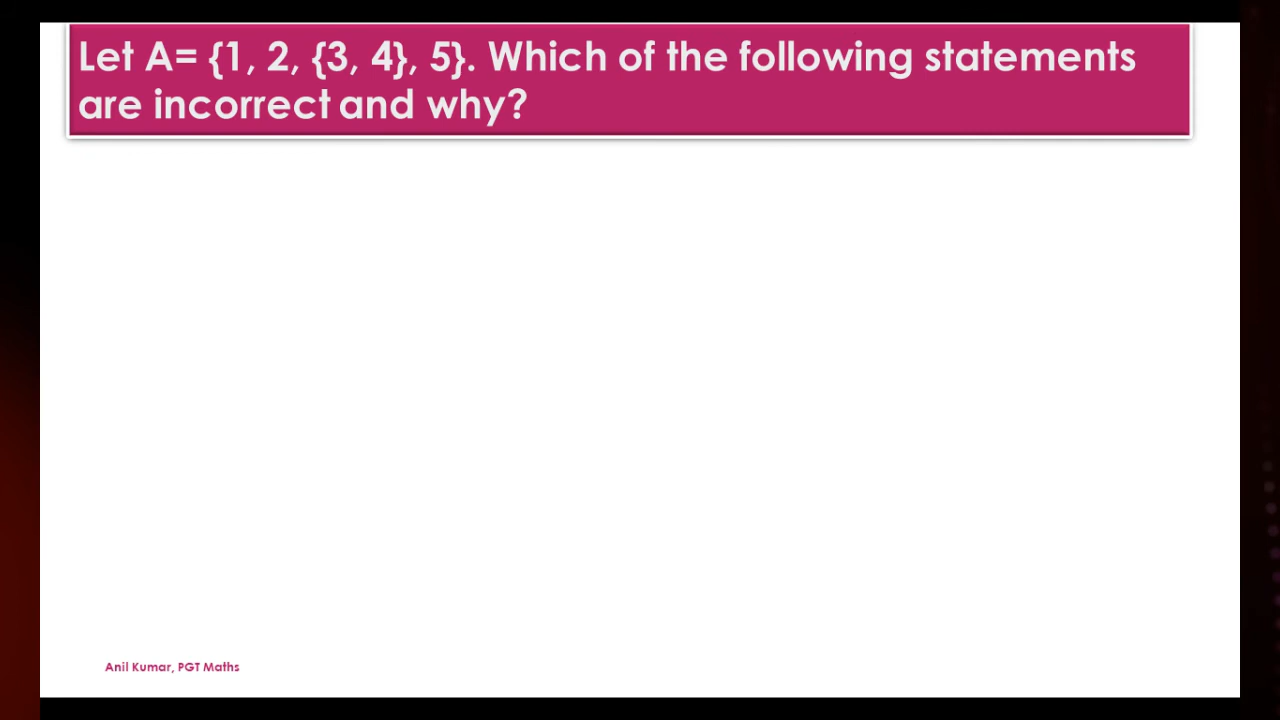 Let A= {1, 2, {3, 4}, 5}. Which of the following statements
are incorrect and why?
Anil Kumar, PGT Maths